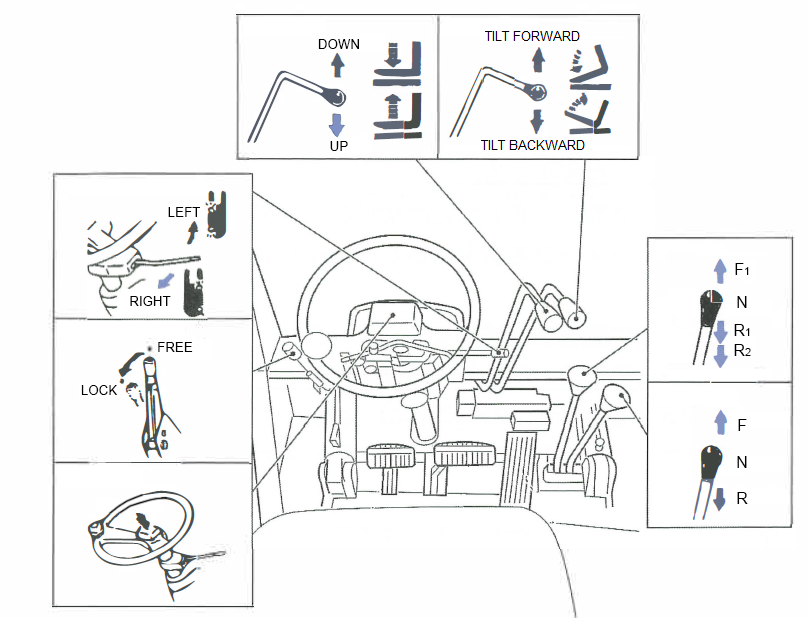 DOWN
UP
TILT FORWARD
TILT BACKWARD
LEFT
RIGHT
FREE
LOCK
F1
N
R1
R2
F
N
R